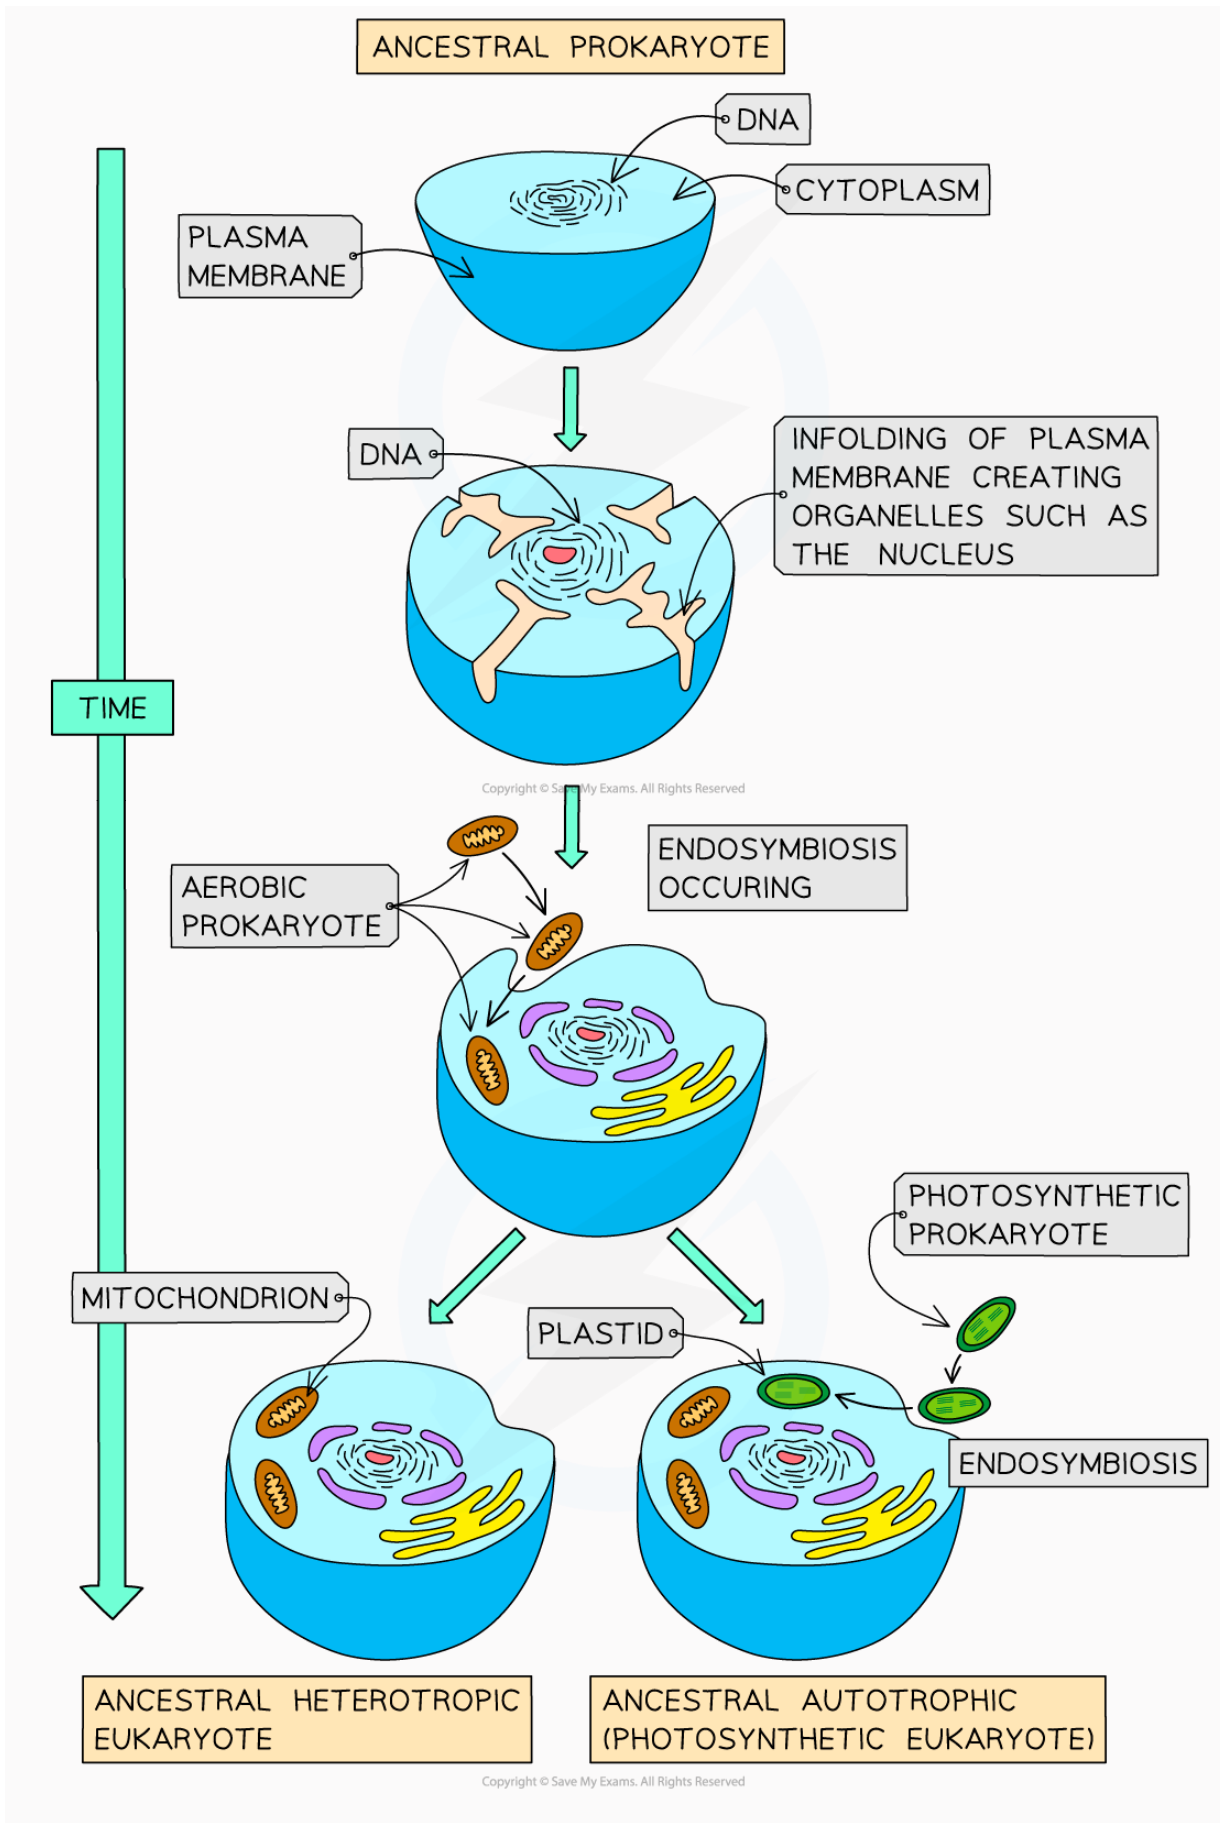 ANCESTRAL PROKARYOTE
DNA
CYTOPLASM
PLASMA
MEMBRANE
DNA
INFOLDING OF PLASMA
MEMBRANE CREATING
ORGANELLES SUCH AS
THE NUCLEUS
TIME
Copyright © Save My Exams. All Rights Reserved
ENDOSYMBIOSIS
OCCURING
AEROBIC
PROKARYOTE
PHOTOSYNTHETIC
PROKARYOTE
MITOCHONDRION
PLASTID
ENDOSYMBIOSIS
ANCESTRAL HETEROTROPIC
EUKARYOTE
ANCESTRAL AUTOTROPHIC
(PHOTOSYNTHETIC EUKARYOTE)
Copyright © Save My Exams. All Rights Reserved